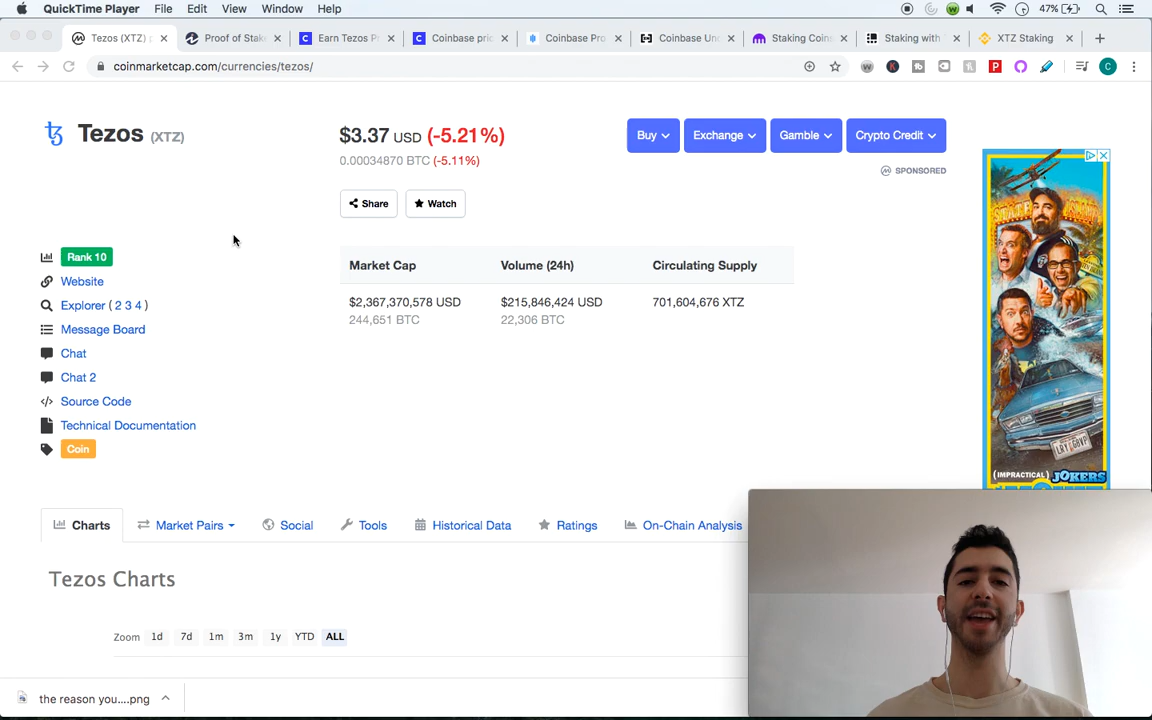 QuickTime Player File Edit View Window Help 47%
Tezos (XTZ) Proof of Stake Earn Tezos Coinbase pric Coinbase Pro Coinbase Staking Coins Staking with XTZ Staking
coinmarketcap.com/currencies/tezos/
Tezos (XTZ)
$3.37 USD (-5.21%)
0.00034870 BTC (-5.11%)
Buy Exchange Gamble Crypto Credit
SPONSORED
Share Watch
Rank 10
Website
Explorer ( 2 3 4 )
Message Board
Chat
Chat 2
Source Code
Technical Documentation
Coin
Market Cap Volume (24h) Circulating Supply
$2,367,370,578 USD $215,846,424 USD 701,604,676 XTZ
244,651 BTC 22,306 BTC
(IMPRACTICAL) JOKERS
Charts Market Pairs Social Tools Historical Data Ratings On-Chain Analysis
Tezos Charts
Zoom 1d 7d 1m 3m 1y YTD ALL
the reason you....png